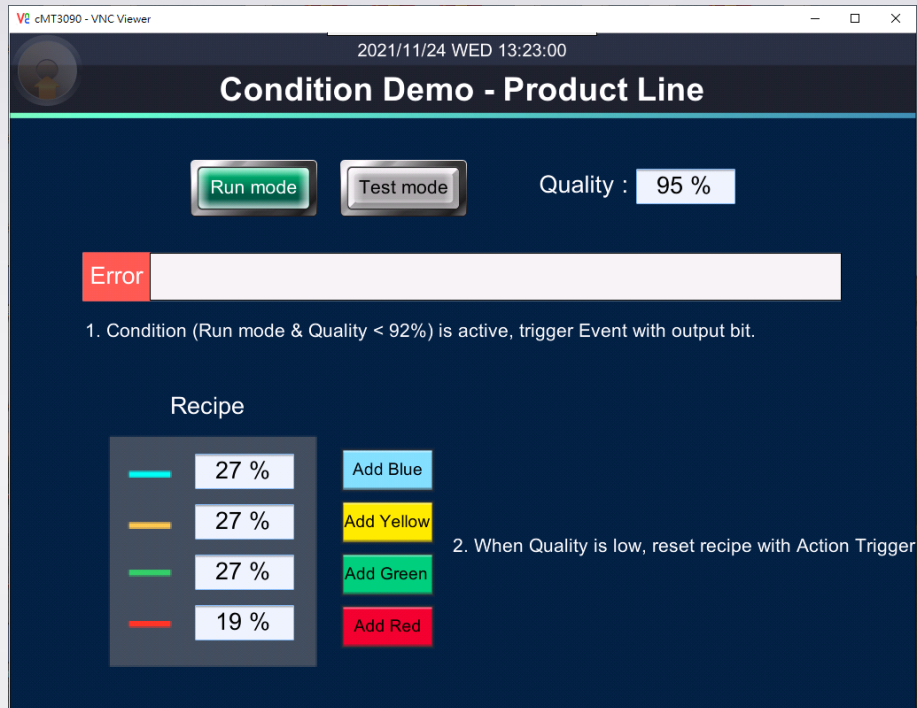 V2 cMT3090 - VNC Viewer
2021/11/24 WED 13:23:00
Condition Demo - Product Line
Run mode
Test mode
Quality : 95 %
Error
1. Condition (Run mode & Quality < 92%) is active, trigger Event with output bit.
Recipe
27 %
Add Blue
27 %
Add Yellow
2. When Quality is low, reset recipe with Action Trigger
27 %
Add Green
19 %
Add Red